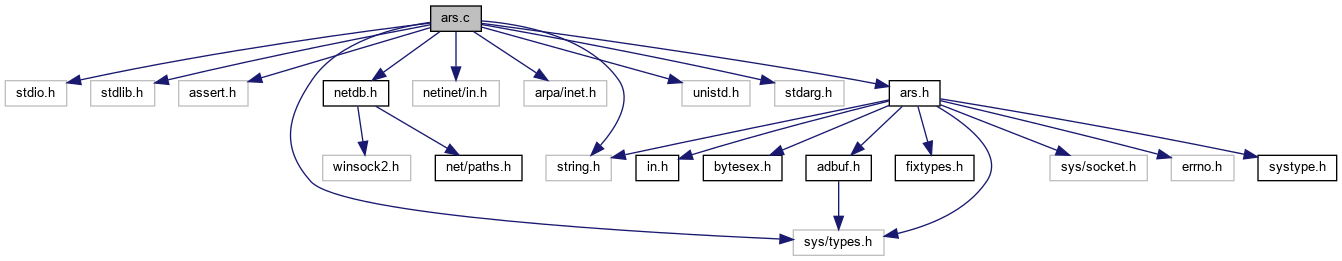 ars.c
stdio.h
stdlib.h
assert.h
netdb.h
netinet/in.h
arpa/inet.h
unistd.h
stdarg.h
ars.h
winsock2.h
net/paths.h
string.h
in.h
bytesex.h
adbuf.h
fixtypes.h
sys/socket.h
errno.h
systype.h
sys/types.h